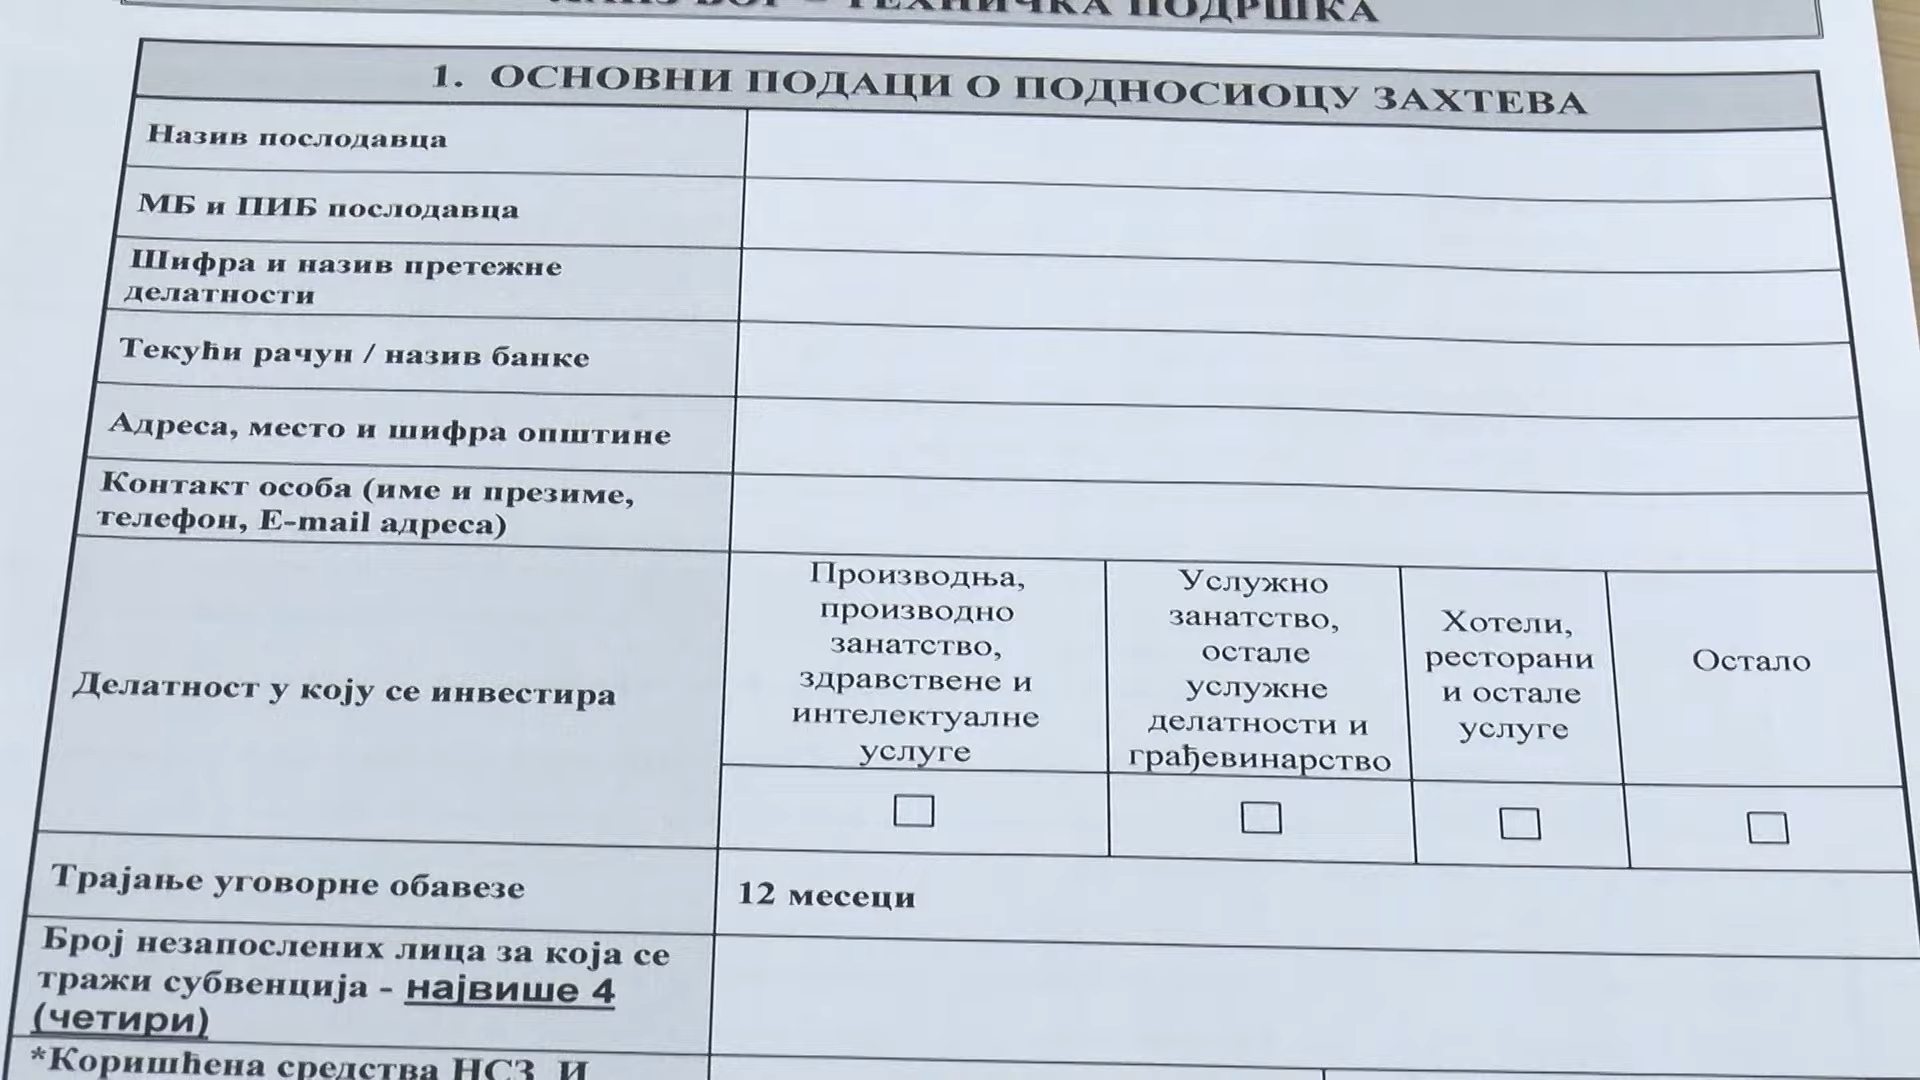 ТЕХНИЧКА ПОДРШКА
1. ОСНОВНИ ПОДАЦИ О ПОДНОСИОЦУ ЗАХТЕВА
Назив послодавца
МБ и ПИБ послодавца
Шифра и назив претежне
делатности
Текући рачун / назив банке
Адреса, место и шифра општине
Контакт особа (име и презиме,
телефон, E-mail адреса)
Делатност у коју се инвестира
Производња,
производно
занатство,
здравствене и
интелектуалне
услуге
Услужно
занатство,
остале
услужне
делатности и
грађевинарство
Хотели,
ресторани
и остале
услуге
Остало
Трајање уговорне обавезе
12 месеци
Број незапослених лица за која се
тражи субвенција - највише 4
(четири)
*Коришћена средства НСЗ И